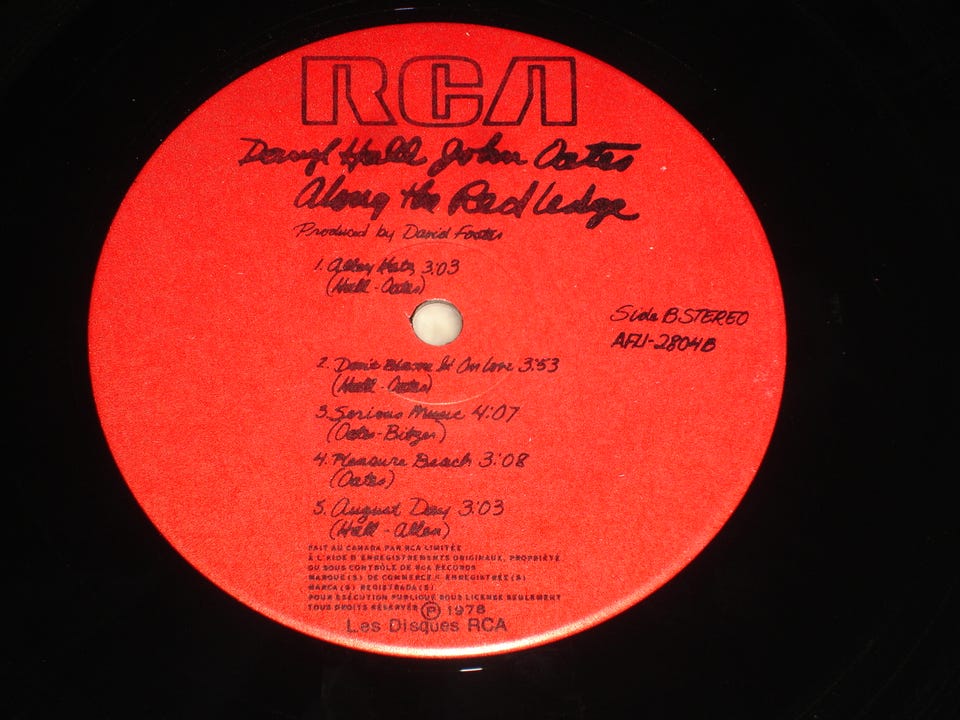 RCA
Daryl Hall & John Oates
Along the Red Ledge
Produced by David Foster
1. Alley Katz 3:03
(Hall - Oates)
Side B STEREO
AFL1-2804B
2. Don't Blame It On Love 3:53
(Hall - Oates)
3. Serious Music 4:07
(Oates-Bitzer)
4. Pleasure Beach 3:08
(Oates)
5. August Day 3:03
(Hall - Allen)
FAIT AU CANADA PAR RCA LIMITÉE
À L'AIDE D'ENREGISTREMENTS ORIGINAUX, PROPRIÉTÉ
OU SOUS CONTRÔLE DE RCA RECORDS
MARQUE(S) DE COMMERCE ENREGISTRÉE(S)
MARCA(S) REGISTRADA(S)
POUR EXÉCUTION PUBLIQUE SOUS LICENSE SEULEMENT
TOUS DROITS RÉSERVÉS ℗ 1978
Les Disques RCA